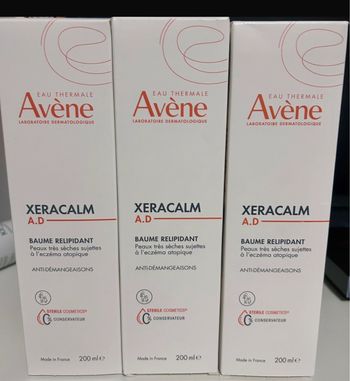 EAU THERMALE
Avène
LABORATOIRE DERMATOLOGIQUE
XERACALM
A.D
BAUME RELIPIDANT
Peaux très sèches sujettes
à l'eczéma atopique
ANTI-DÉMANGEAISONS
STERILE COSMETICS®
0% CONSERVATEUR
Made in France
200 ml ℮
EAU THERMALE
Avène
LABORATOIRE DERMATOLOGIQUE
XERACALM
A.D
BAUME RELIPIDANT
Peaux très sèches sujettes
à l'eczéma atopique
ANTI-DÉMANGEAISONS
STERILE COSMETICS®
0% CONSERVATEUR
Made in France
200 ml ℮
EAU THERMALE
Avène
LABORATOIRE DERMATOLOGIQUE
XERACALM
A.D
BAUME RELIPIDANT
Peaux très sèches sujettes
à l'eczéma atopique
ANTI-DÉMANGEAISONS
STERILE COSMETICS®
0% CONSERVATEUR
Made in France
200 ml ℮